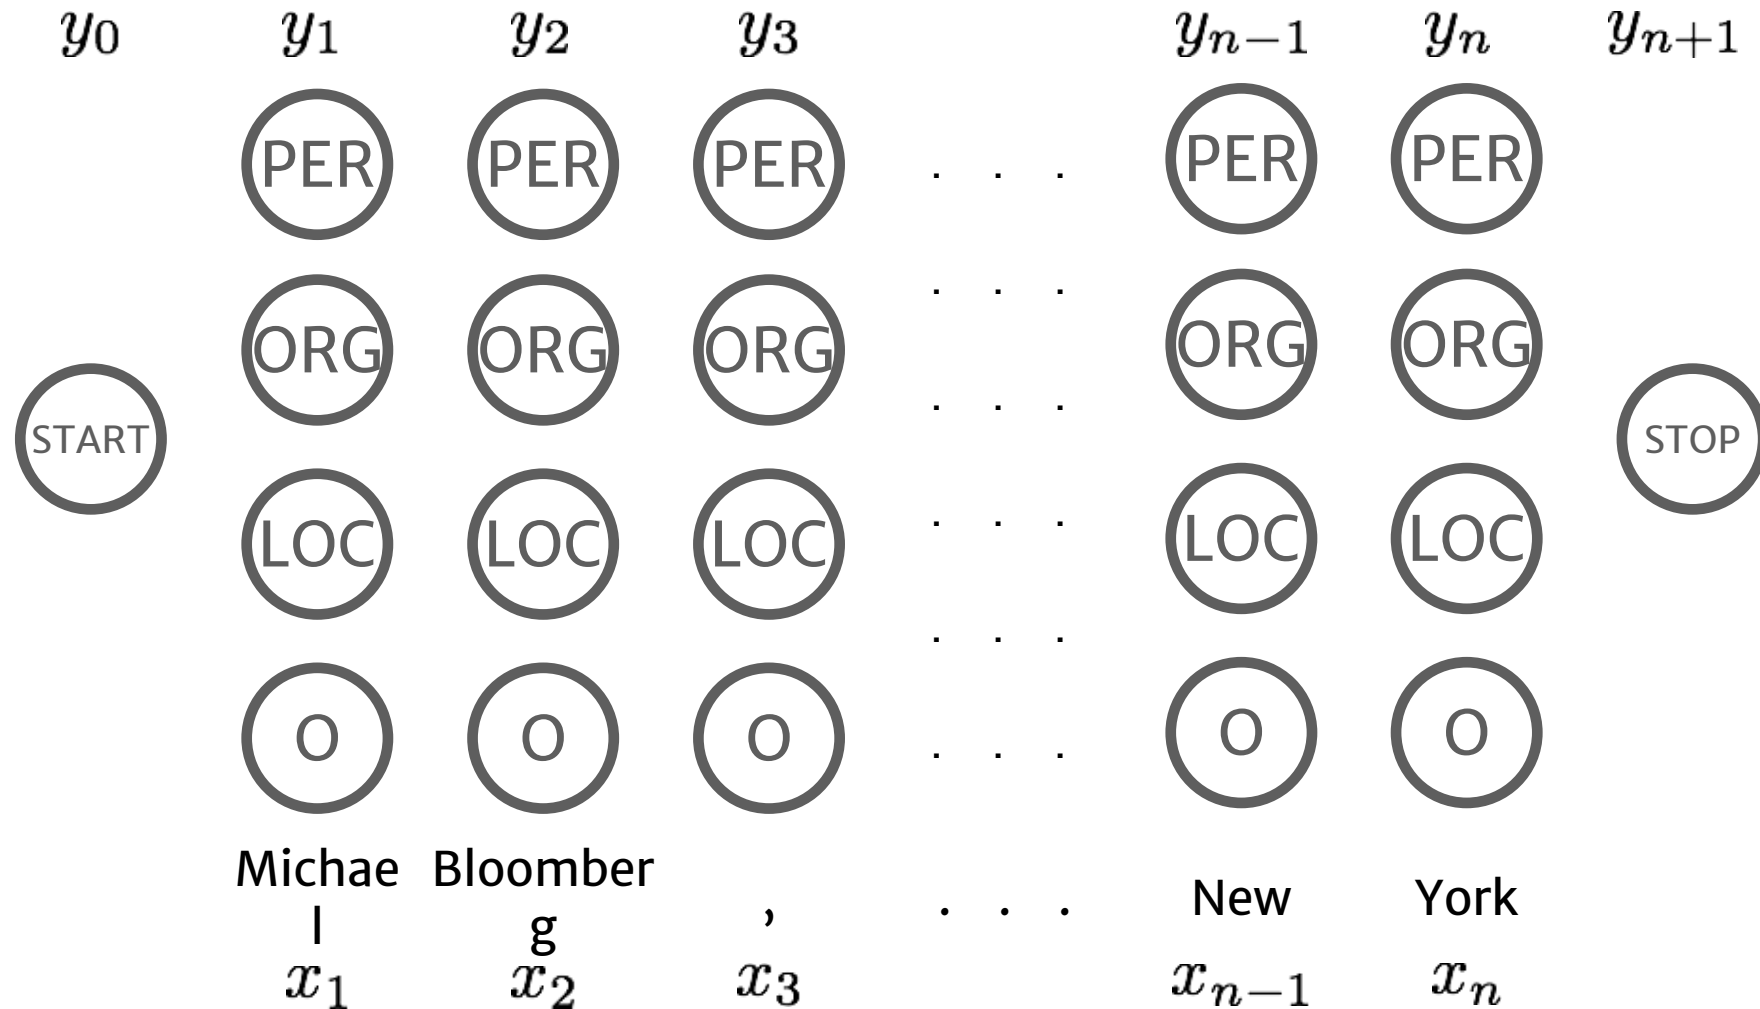 y₀ y₁ y₂ y₃ yₙ₋₁ yₙ yₙ₊₁
PER PER PER . . . PER PER
. . .
ORG ORG ORG ORG ORG
. . .
START STOP
LOC LOC LOC . . . LOC LOC
. . .
O O O . . . O O
Michae Bloomber
l g , . . . New York
x₁ x₂ x₃ xₙ₋₁ xₙ